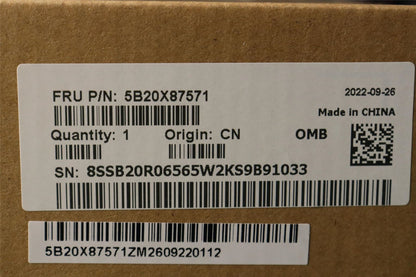 FRU P/N: 5B20X87571
2022-09-26
Made in CHINA
Quantity: 1 Origin: CN OMB
SN: 8SSB20R06565W2KS9B91033
5B20X87571ZM2609220112